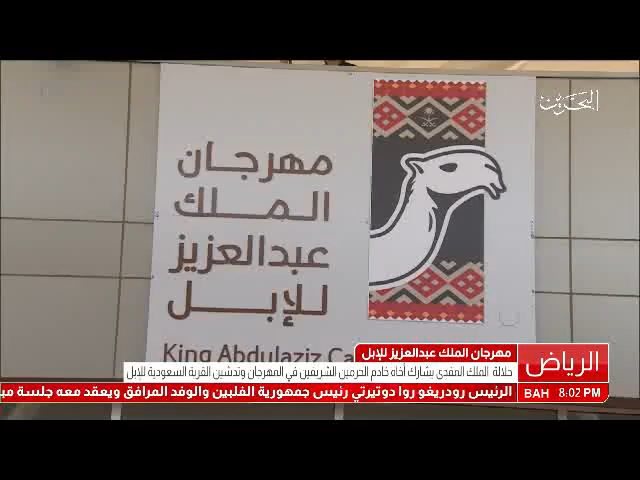 البحرين
مهرجان
الملك
عبدالعزيز
للإبل
King Abdulaziz Ca
مهرجان الملك عبدالعزيز للإبل
الرياض
جلالة الملك المفدى يشارك أخاه خادم الحرمين الشريفين في المهرجان وتدشين القرية السعودية للإبل
BAH 8:02 PM
الرئيس رودريغو روا دوتيرتي رئيس جمهورية الفلبين والوفد المرافق ويعقد معه جلسة مبا